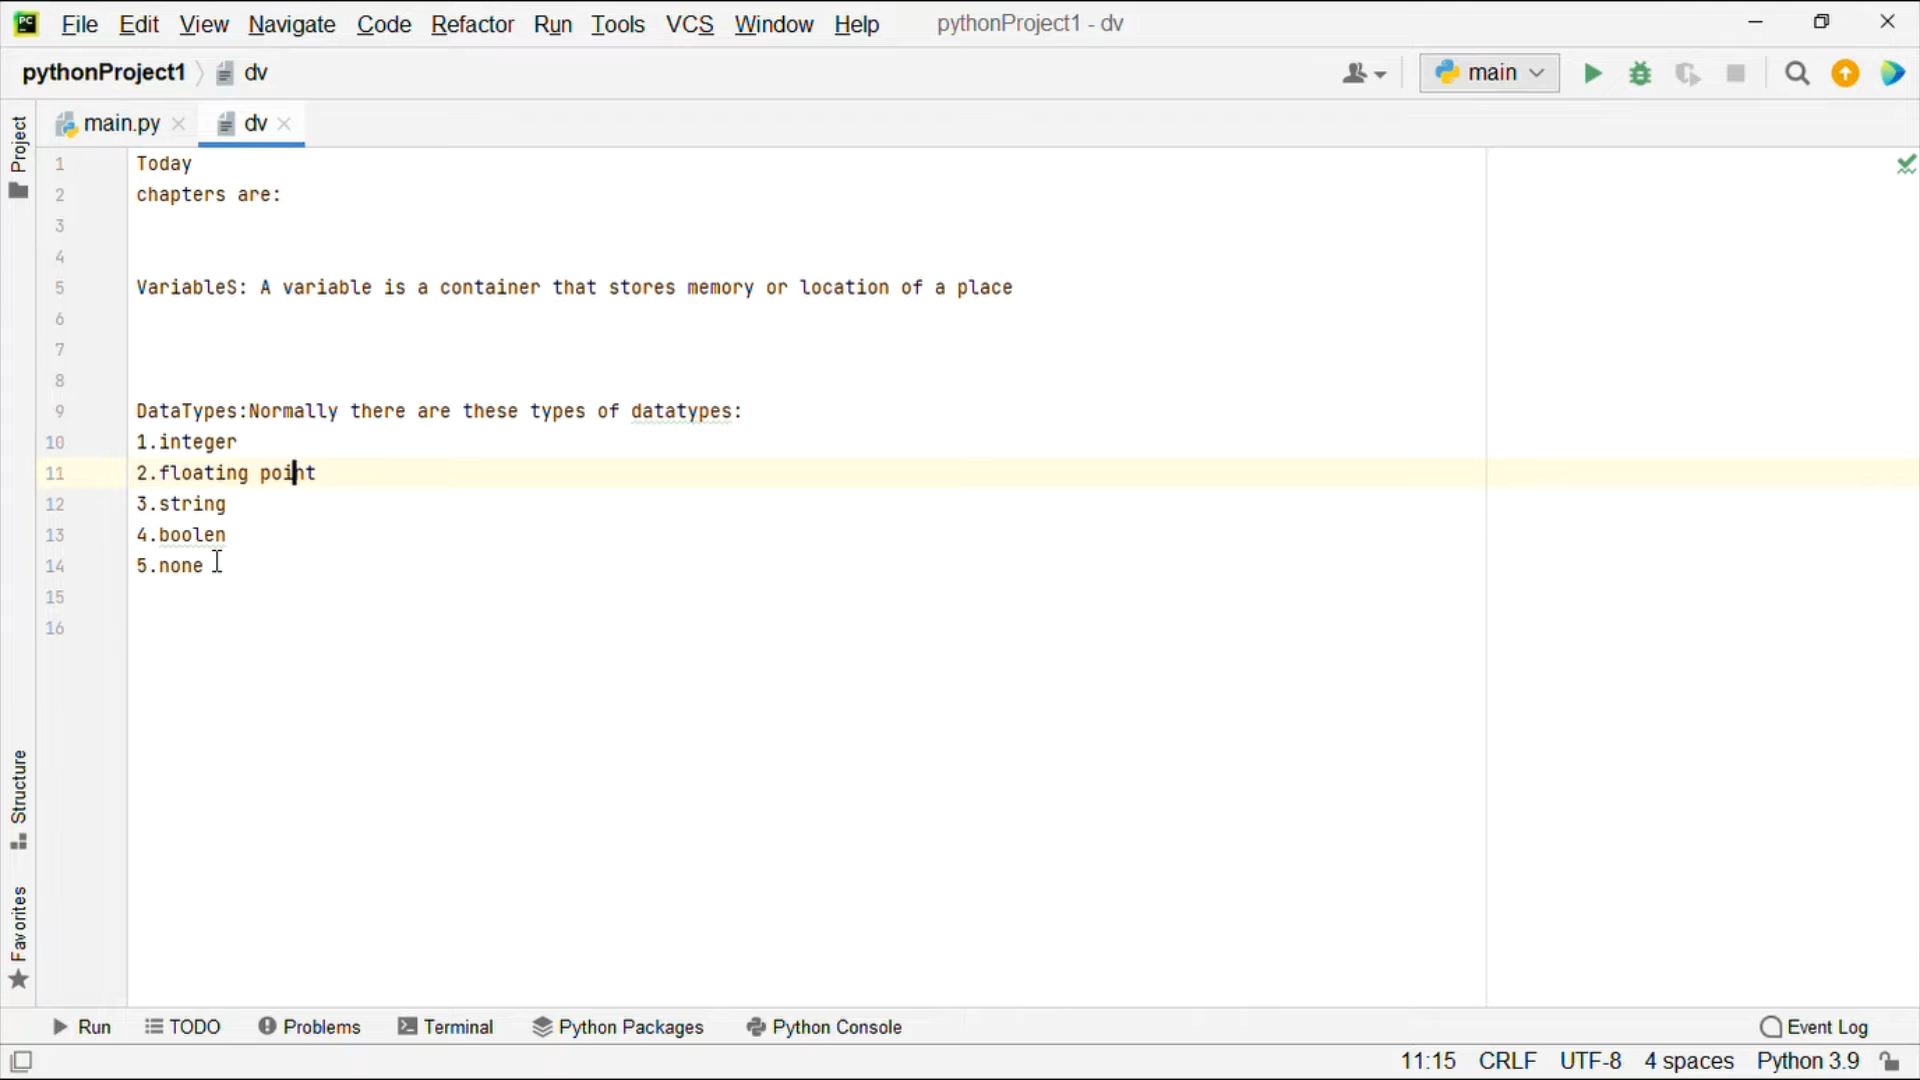 PC File Edit View Navigate Code Refactor Run Tools VCS Window Help pythonProject1 - dv
pythonProject1 dv main
main.py dv
Project
1 Today
2 chapters are:
3
4
5 VariableS: A variable is a container that stores memory or location of a place
6
7
8
9 DataTypes:Normally there are these types of datatypes:
10 1.integer
11 2.floating point
12 3.string
13 4.boolen
14 5.none
15
16
Structure
Favorites
Run TODO Problems Terminal Python Packages Python Console Event Log
11:15 CRLF UTF-8 4 spaces Python 3.9